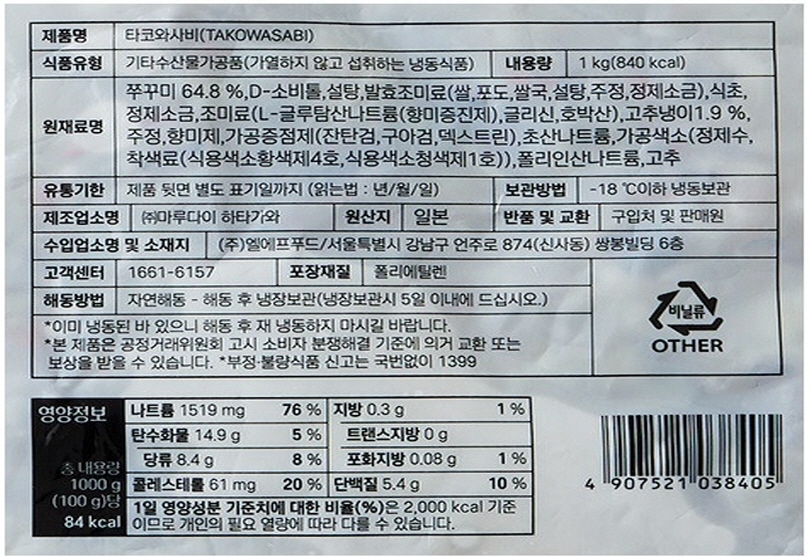 제품명 타코와사비(TAKOWASABI)
식품유형 기타수산물가공품(가열하지 않고 섭취하는 냉동식품) 내용량 1 kg(840 kcal)
원재료명 쭈꾸미 64.8 %,D-소비톨,설탕,발효조미료(쌀,포도,쌀국,설탕,주정,정제소금),식초,
정제소금,조미료(L-글루탐산나트륨(향미증진제),글리신,호박산),고추냉이1.9 %,
주정,향미제,가공증점제(잔탄검,구아검,덱스트린),초산나트륨,가공색소(정제수,
착색료(식용색소황색제4호,식용색소청색제1호)),폴리인산나트륨,고추
유통기한 제품 뒷면 별도 표기일까지 (읽는법 : 년/월/일) 보관방법 -18 ℃이하 냉동보관
제조업소명 ㈜마루다이 하타가와 원산지 일본 반품 및 교환 구입처 및 판매원
수입업소명 및 소재지 (주)엘에프푸드/서울특별시 강남구 언주로 874(신사동) 쌍봉빌딩 6층
고객센터 1661-6157 포장재질 폴리에틸렌
해동방법 자연해동 - 해동 후 냉장보관(냉장보관시 5일 이내에 드십시오.)
*이미 냉동된 바 있으니 해동 후 재 냉동하지 마시길 바랍니다.
*본 제품은 공정거래위원회 고시 소비자 분쟁해결 기준에 의거 교환 또는
보상을 받을 수 있습니다. *부정·불량식품 신고는 국번없이 1399
비닐류
OTHER
영양정보
총 내용량
1000 g
(100 g)당
84 kcal
나트륨 1519 mg 76 % 지방 0.3 g 1 %
탄수화물 14.9 g 5 % 트랜스지방 0 g
당류 8.4 g 8 % 포화지방 0.08 g 1 %
콜레스테롤 61 mg 20 % 단백질 5.4 g 10 %
1일 영양성분 기준치에 대한 비율(%)은 2,000 kcal 기준
이므로 개인의 필요 열량에 따라 다를 수 있습니다.
4 907521 038405